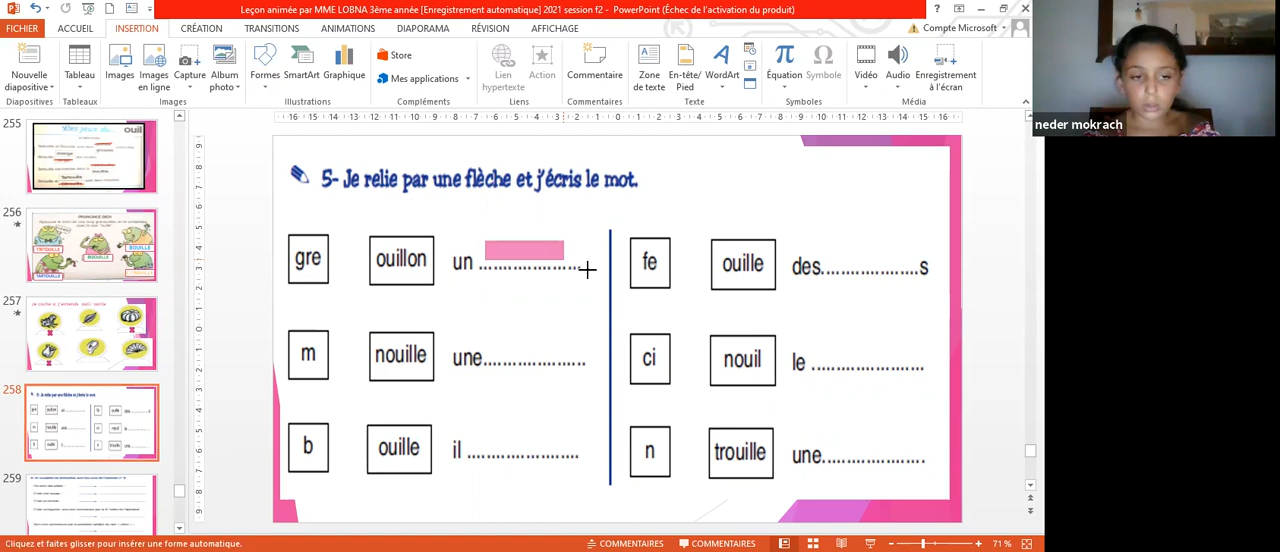 Leçon animée par MME LOBNA 3ème année [Enregistrement automatique] 2021 session f2 - PowerPoint (Échec de l'activation du produit)
FICHIER ACCUEIL INSERTION CRÉATION TRANSITIONS ANIMATIONS DIAPORAMA RÉVISION AFFICHAGE Compte Microsoft
Nouvelle diapositive Tableau Images Images en ligne Capture Album photo Formes SmartArt Graphique Store Mes applications Lien hypertexte Action Commentaire Zone de texte En-tête/Pied WordArt Équation Symbole Vidéo Audo Enregistrement à l'écran
Diapositives Tableaux Images Illustrations Compléments Liens Commentaires Texte Symboles Média
neder mokrach
255
ouil
256
PRONONCE BIEN
TARTOUILLE
BOUILLE
257
258
259
5- Je relie par une flèche et j'écris le mot.
gre ouillon un ....................
m nouille une....................
b ouille il ......................
fe ouille des...................s
ci nouil le ......................
n trouille une....................
Cliquez et faites glisser pour insérer une forme automatique.
COMMENTAIRES COMMENTAIRES 71 %